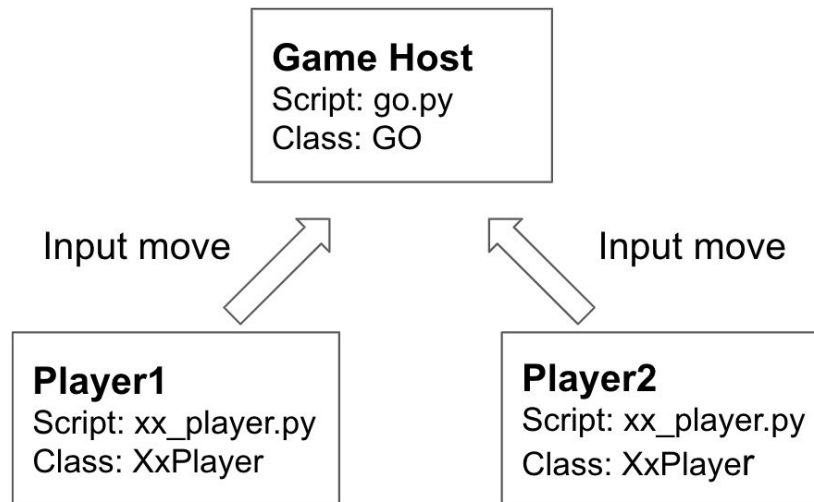 Game Host
Script: go.py
Class: GO
Input move
Input move
Player1
Script: xx_player.py
Class: XxPlayer
Player2
Script: xx_player.py
Class: XxPlayer